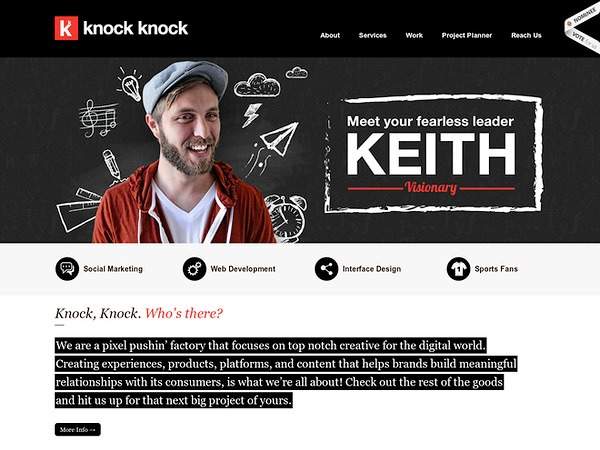 knock knock
About Services Work Project Planner Reach Us
NOMINEE
VOTE
Meet your fearless leader
KEITH
Visionary
Social Marketing Web Development Interface Design Sports Fans
Knock, Knock. Who's there?
We are a pixel pushin' factory that focuses on top notch creative for the digital world.
Creating experiences, products, platforms, and content that helps brands build meaningful
relationships with its consumers, is what we're all about! Check out the rest of the goods
and hit us up for that next big project of yours.
More Info →